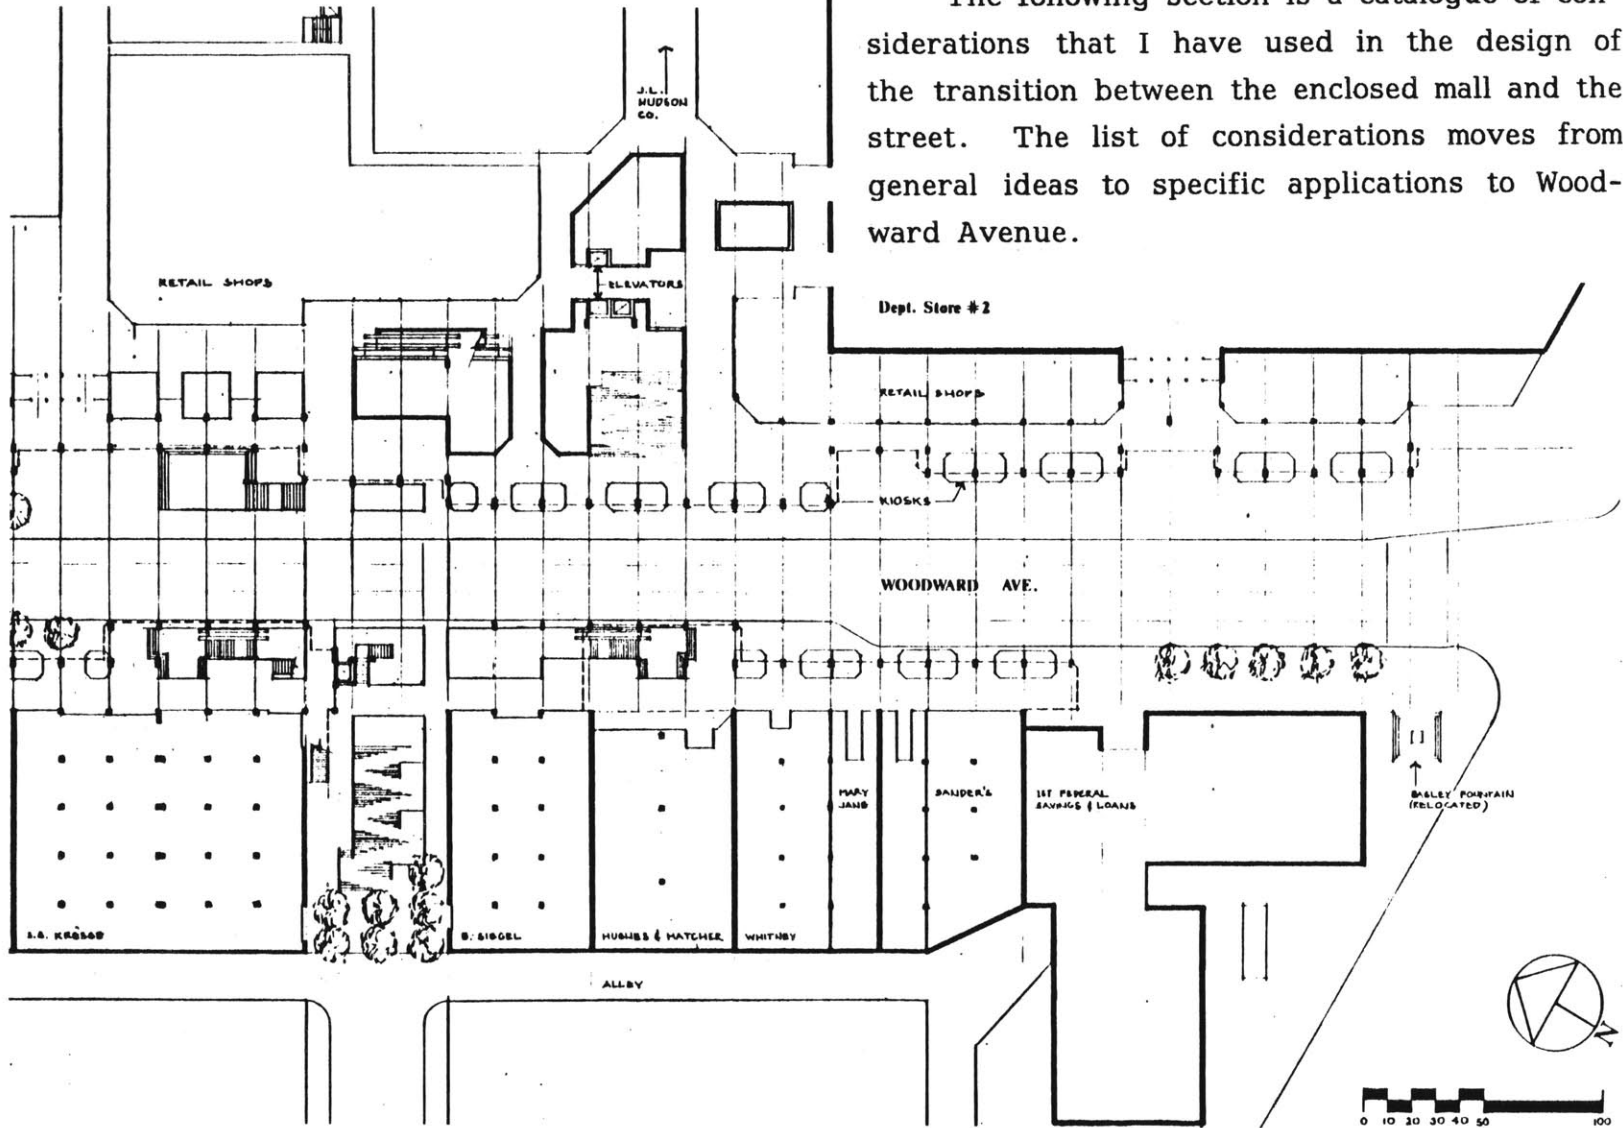 The following section is a catalogue of con-
siderations that I have used in the design of
the transition between the enclosed mall and the
street. The list of considerations moves from
general ideas to specific applications to Wood-
ward Avenue.
J.L.
HUDSON
CO.
RETAIL SHOPS
ELEVATORS
Dept. Store #2
RETAIL SHOPS
KIOSKS
WOODWARD AVE.
MARY
JANE
SANDER'S
1ST FEDERAL
SAVINGS & LOANS
BAGLEY FOUNTAIN
(RELOCATED)
S.S. KRESGE
B. SIEGEL
HUGHES & HATCHER
WHITNEY
ALLEY
N
0 10 20 30 40 50 100